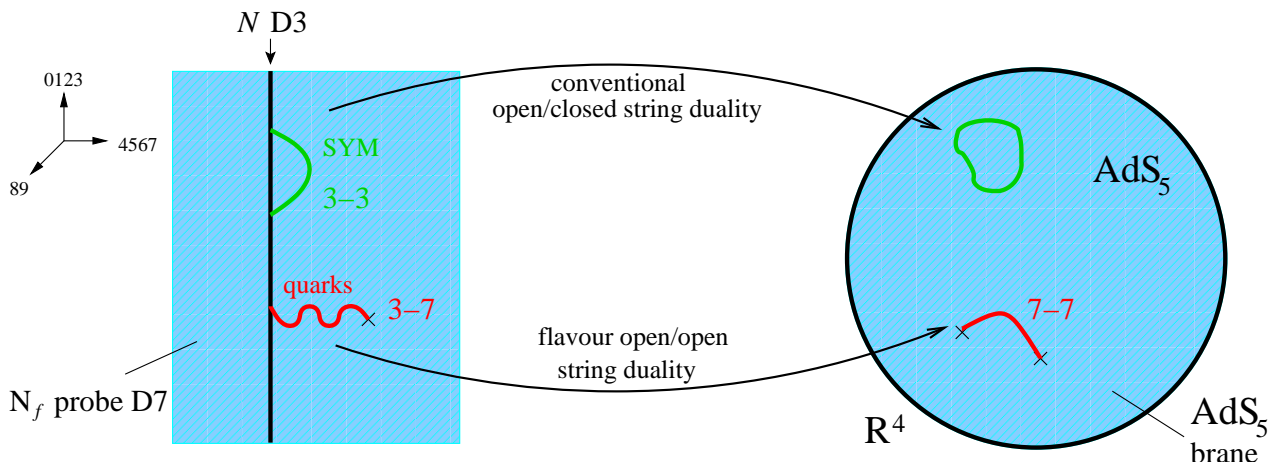 N D3
0123
4567
89
SYM
3–3
quarks
3–7
N_f probe D7
conventional
open/closed string duality
flavour open/open
string duality
AdS₅
7–7
R⁴
AdS₅
brane